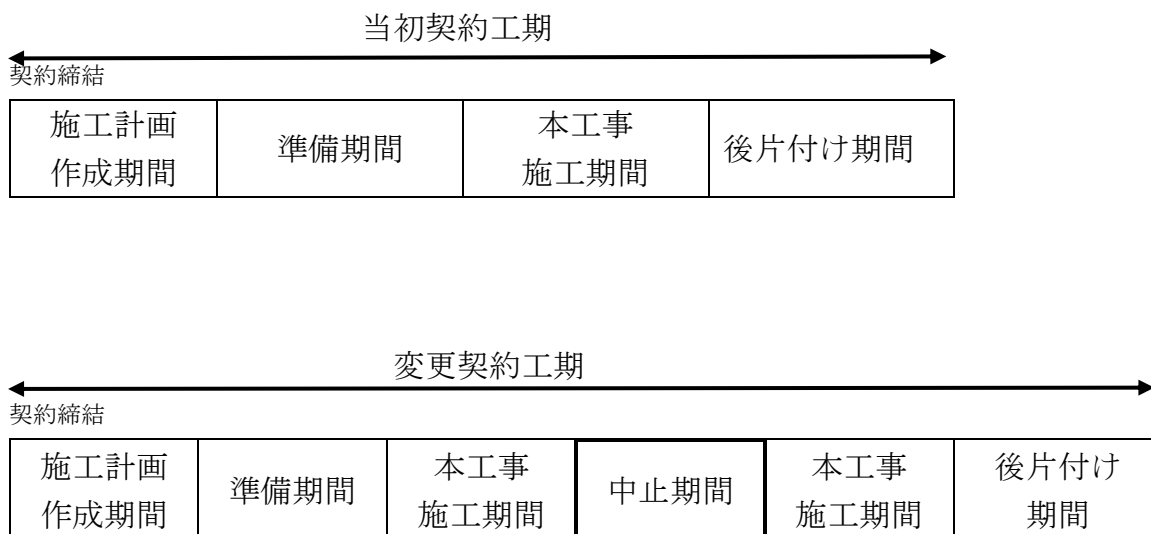 当初契約工期
契約締結
施工計画
作成期間
準備期間
本工事
施工期間
後片付け期間
変更契約工期
契約締結
施工計画
作成期間
準備期間
本工事
施工期間
中止期間
本工事
施工期間
後片付け
期間